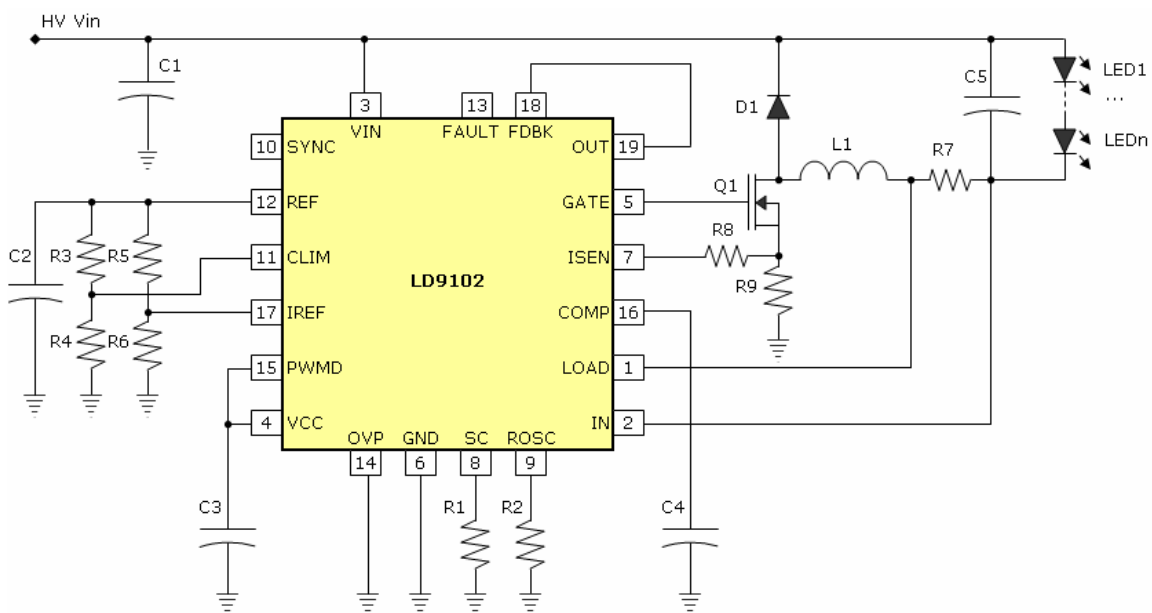 HV Vin
C1
3
VIN
13
FAULT
18
FDBK
10
SYNC
OUT
19
12
REF
GATE
5
11
CLIM
ISEN
7
LD9102
17
IREF
COMP
16
15
PWMD
LOAD
1
4
VCC
IN
2
OVP
GND
SC
ROSC
14
6
8
9
C2
R3
R5
R4
R6
C3
R1
R2
C4
D1
Q1
L1
R7
R8
R9
C5
LED1
...
LEDn